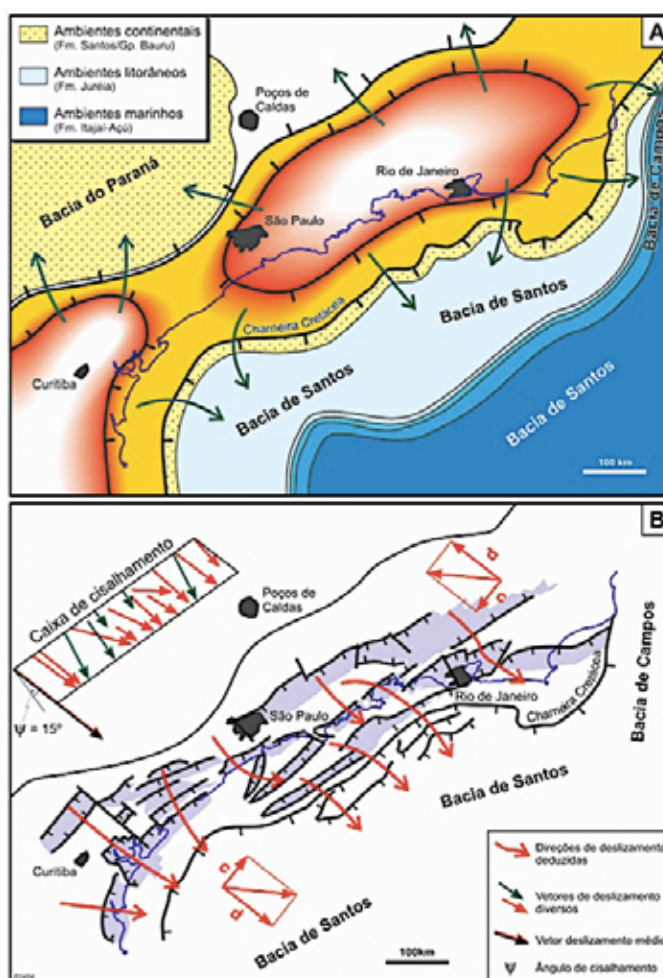 A
Ambientes continentais
(Fm. Santos/Gp. Bauru)
Ambientes litorâneos
(Fm. Juréia)
Ambientes marinhos
(Fm. Itajaí-Açú)
Poços de
Caldas
Bacia do Paraná
Rio de Janeiro
São Paulo
Bacia de Campos
Bacia de Santos
Charneira Cretácea
Curitiba
Bacia de Santos
Bacia de Santos
100 km
B
Caixa de cisalhamento
Ψ = 15º
Poços de
Caldas
d
c
Bacia de Campos
São Paulo
Rio de Janeiro
Charneira Cretácea
Bacia de Santos
Curitiba
c
d
Bacia de Santos
100km
Direções de deslizamento
deduzidas
Vetores de deslizamento
diversos
Vetor deslizamento médio
Ψ Ângulo de cisalhamento